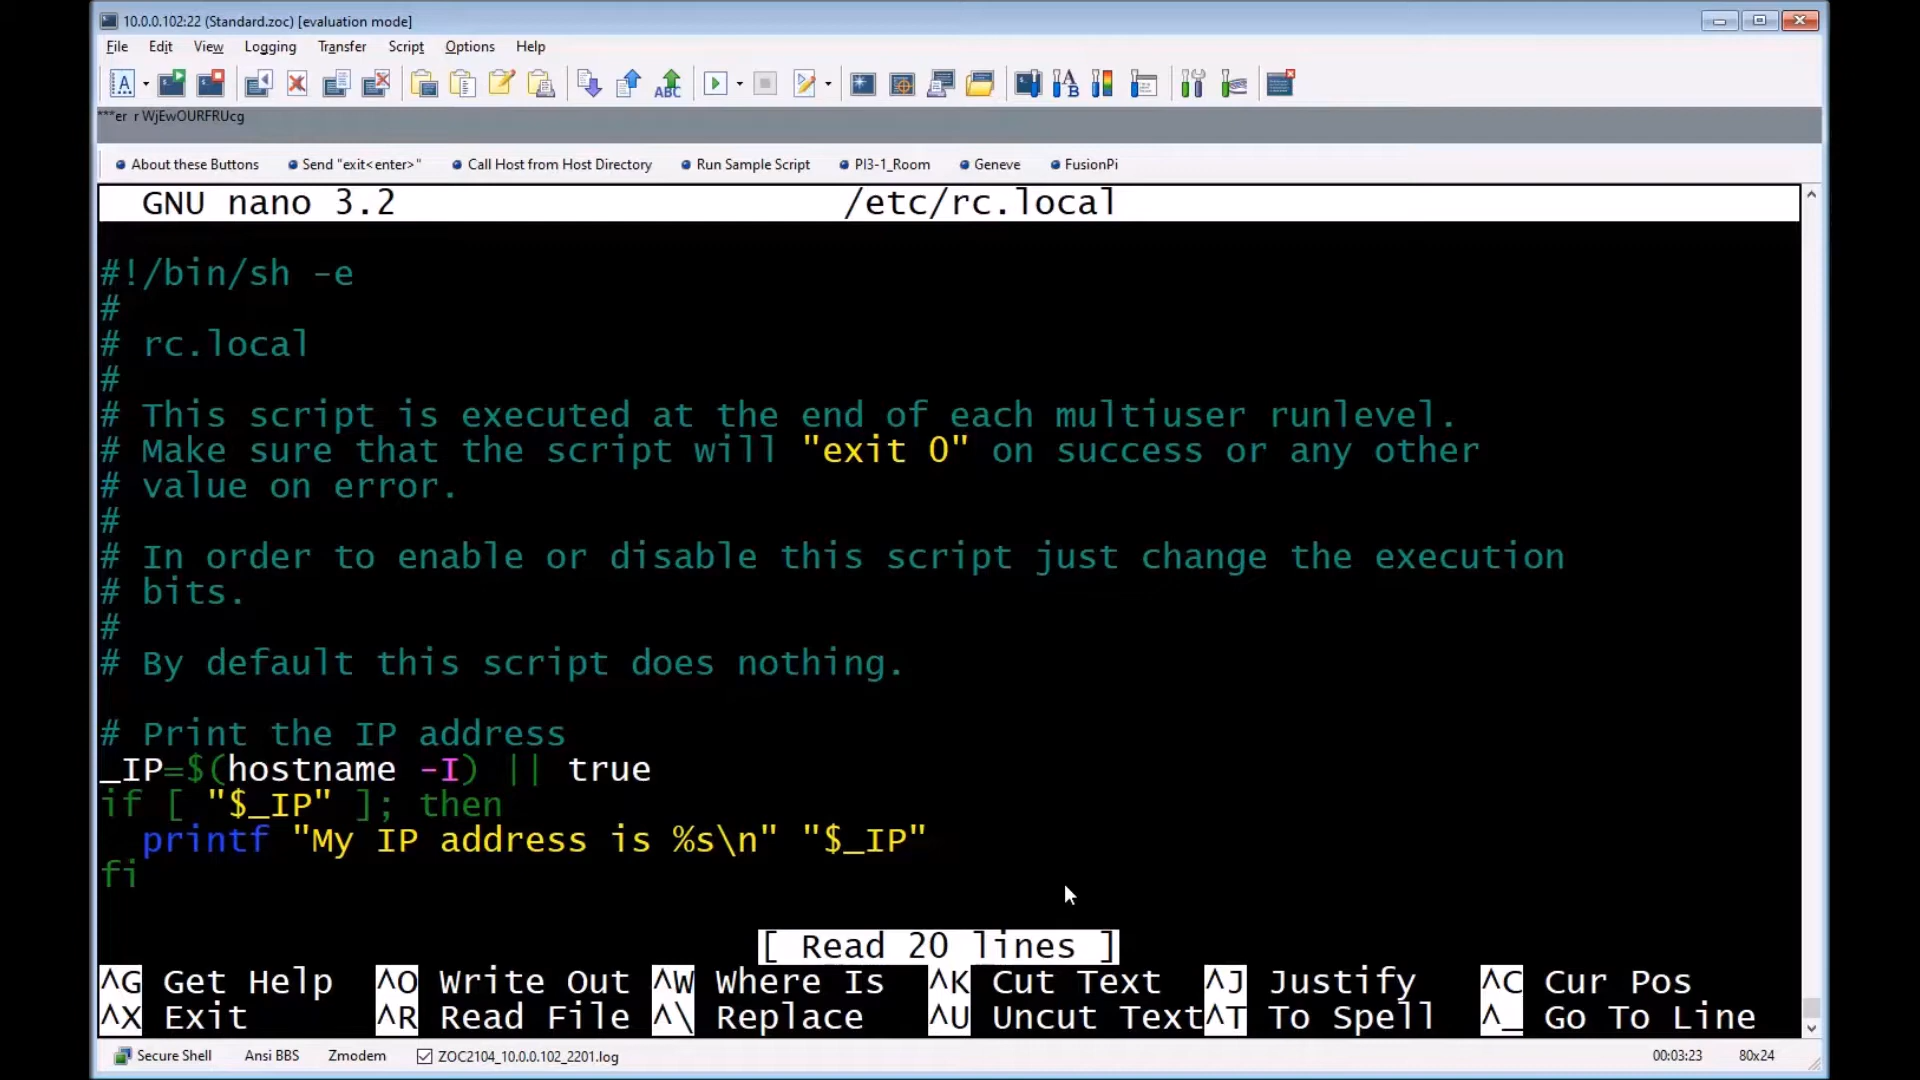 10.0.0.102:22 (Standard.zoc) [evaluation mode]
File Edit View Logging Transfer Script Options Help
***er r WjEwOURFRUcg
About these Buttons Send "exit<enter>" Call Host from Host Directory Run Sample Script PI3-1_Room Geneve FusionPi
GNU nano 3.2 /etc/rc.local
#!/bin/sh -e
#
# rc.local
#
# This script is executed at the end of each multiuser runlevel.
# Make sure that the script will "exit 0" on success or any other
# value on error.
#
# In order to enable or disable this script just change the execution
# bits.
#
# By default this script does nothing.
# Print the IP address
_IP=$(hostname -I) || true
if [ "$_IP" ]; then
printf "My IP address is %s\n" "$_IP"
fi
[ Read 20 lines ]
^G Get Help ^O Write Out ^W Where Is ^K Cut Text ^J Justify ^C Cur Pos
^X Exit ^R Read File ^\ Replace ^U Uncut Text ^T To Spell ^_ Go To Line
Secure Shell Ansi BBS Zmodem ZOC2104_10.0.0.102_2201.log 00:03:23 80x24